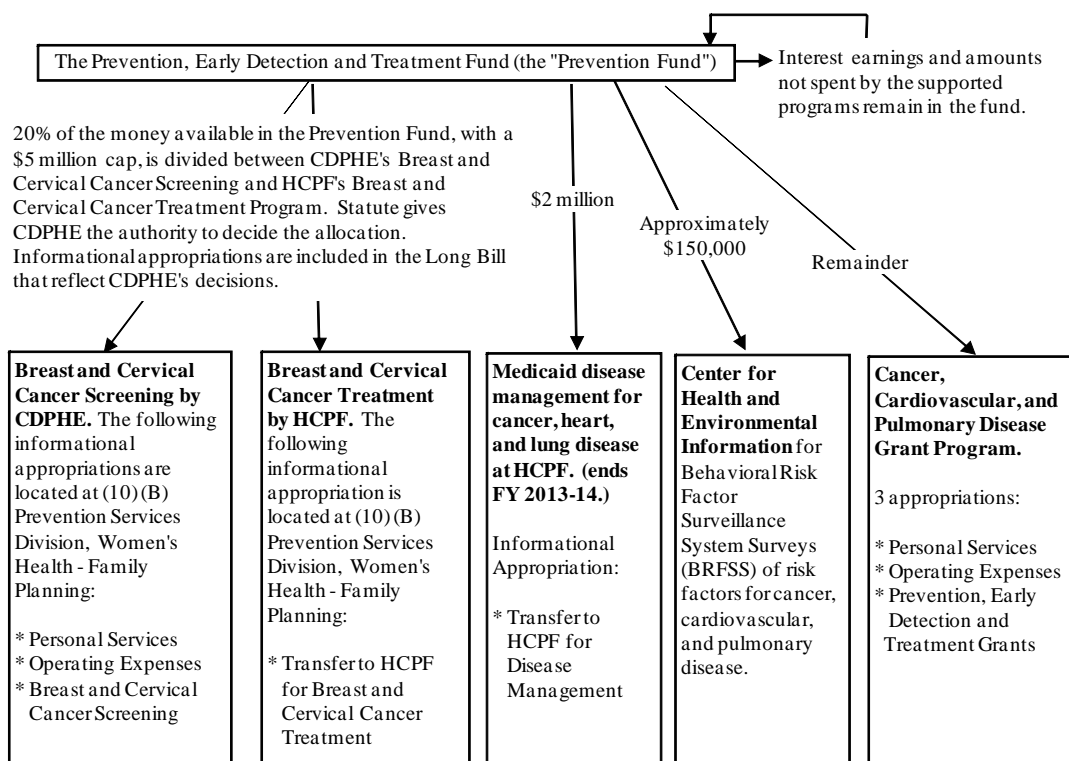 The Prevention, Early Detection and Treatment Fund (the "Prevention Fund")
Interest earnings and amounts
not spent by the supported
programs remain in the fund.
20% of the money available in the Prevention Fund, with a
$5 million cap, is divided between CDPHE's Breast and
Cervical Cancer Screening and HCPF's Breast and
Cervical Cancer Treatment Program. Statute gives
CDPHE the authority to decide the allocation.
Informational appropriations are included in the Long Bill
that reflect CDPHE's decisions.
$2 million
Approximately
$150,000
Remainder
Breast and Cervical
Cancer Screening by
CDPHE. The following
informational
appropriations are
located at (10) (B)
Prevention Services
Division, Women's
Health - Family
Planning:
* Personal Services
* Operating Expenses
* Breast and Cervical
Cancer Screening
Breast and Cervical
Cancer Treatment
by HCPF. The
following
informational
appropriation is
located at (10) (B)
Prevention Services
Division, Women's
Health - Family
Planning:
* Transfer to HCPF
for Breast and
Cervical Cancer
Treatment
Medicaid disease
management for
cancer, heart,
and lung disease
at HCPF. (ends
FY 2013-14.)
Informational
Appropriation:
* Transfer to
HCPF for
Disease
Management
Center for
Health and
Environmental
Information for
Behavioral Risk
Factor
Surveillance
System Surveys
(BRFSS) of risk
factors for cancer,
cardiovascular,
and pulmonary
disease.
Cancer,
Cardiovascular, and
Pulmonary Disease
Grant Program.
3 appropriations:
* Personal Services
* Operating Expenses
* Prevention, Early
Detection and
Treatment Grants